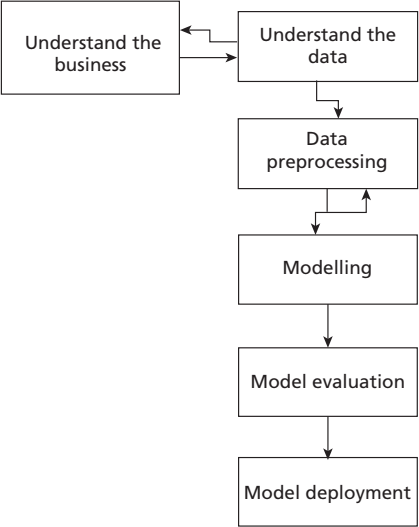 Understand the
business
Understand the
data
Data
preprocessing
Modelling
Model evaluation
Model deployment